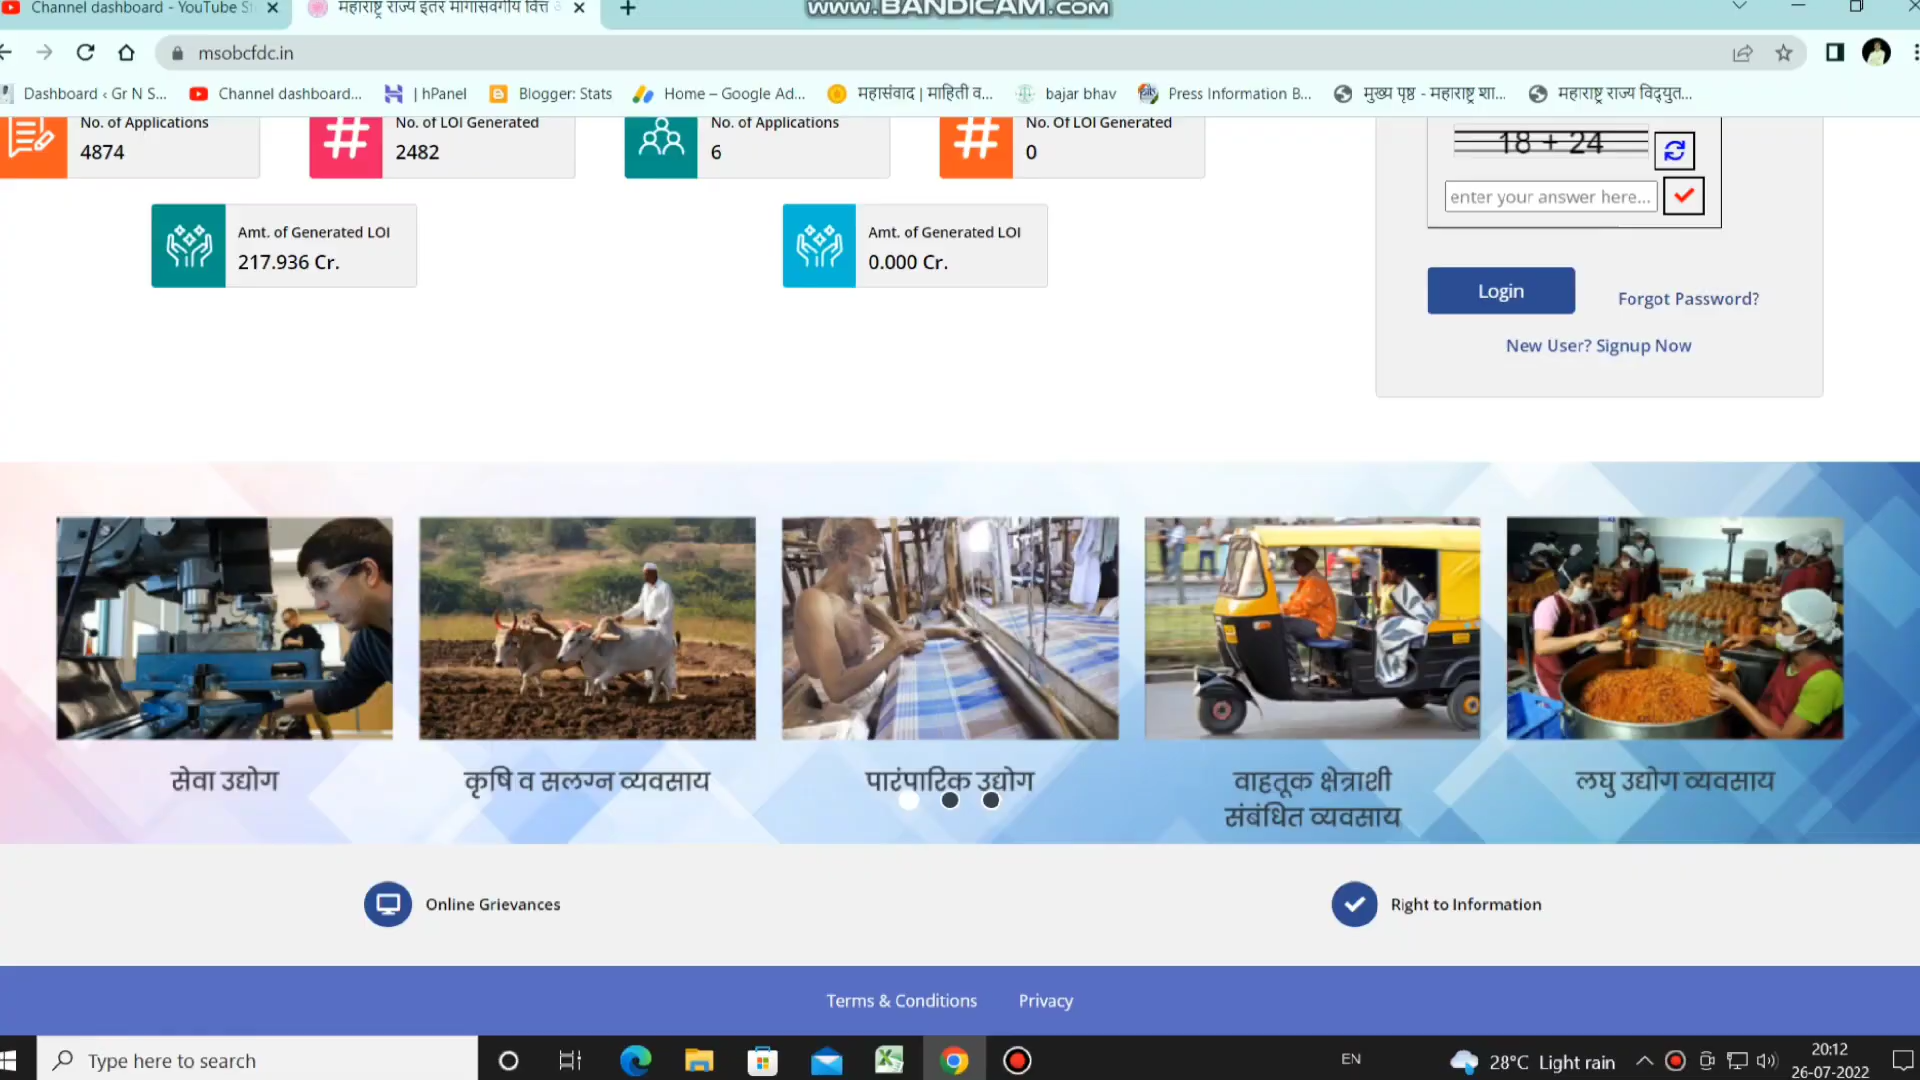 Channel dashboard - YouTube S
महाराष्ट्र राज्य इतर मागासवर्गीय वित्त
www.BANDICAM.com
msobcfdc.in
Dashboard ‹ Gr N S...
Channel dashboard...
| hPanel
Blogger: Stats
Home – Google Ad...
महासंवाद | माहिती व...
bajar bhav
Press Information B...
मुख्य पृष्ठ - महाराष्ट्र शा...
महाराष्ट्र राज्य विद्युत...
No. of Applications
4874
No. of LOI Generated
2482
No. of Applications
6
No. Of LOI Generated
0
18 + 24
enter your answer here...
Amt. of Generated LOI
217.936 Cr.
Amt. of Generated LOI
0.000 Cr.
Login
Forgot Password?
New User? Signup Now
सेवा उद्योग
कृषि व सलग्न व्यवसाय
पारंपारिक उद्योग
वाहतूक क्षेत्राशी
संबंधित व्यवसाय
लघु उद्योग व्यवसाय
Online Grievances
Right to Information
Terms & Conditions
Privacy
Type here to search
EN
28°C Light rain
20:12
26-07-2022